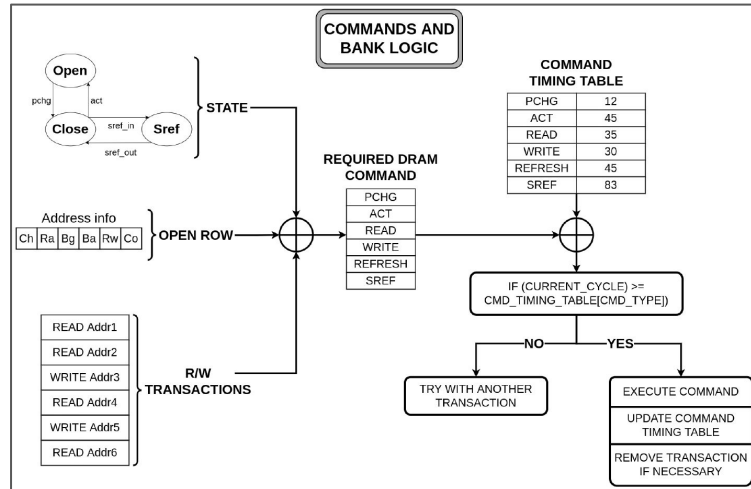 COMMANDS AND
BANK LOGIC
Open
pchg
act
Close
sref_in
Sref
sref_out
STATE
COMMAND
TIMING TABLE
PCHG 12
ACT 45
READ 35
WRITE 30
REFRESH 45
SREF 83
REQUIRED DRAM
COMMAND
PCHG
ACT
READ
WRITE
REFRESH
SREF
Address info
Ch Ra Bg Ba Rw Co
OPEN ROW
READ Addr1
READ Addr2
WRITE Addr3
READ Addr4
WRITE Addr5
READ Addr6
R/W
TRANSACTIONS
IF (CURRENT_CYCLE) >=
CMD_TIMING_TABLE[CMD_TYPE])
NO
YES
TRY WITH ANOTHER
TRANSACTION
EXECUTE COMMAND
UPDATE COMMAND
TIMING TABLE
REMOVE TRANSACTION
IF NECESSARY